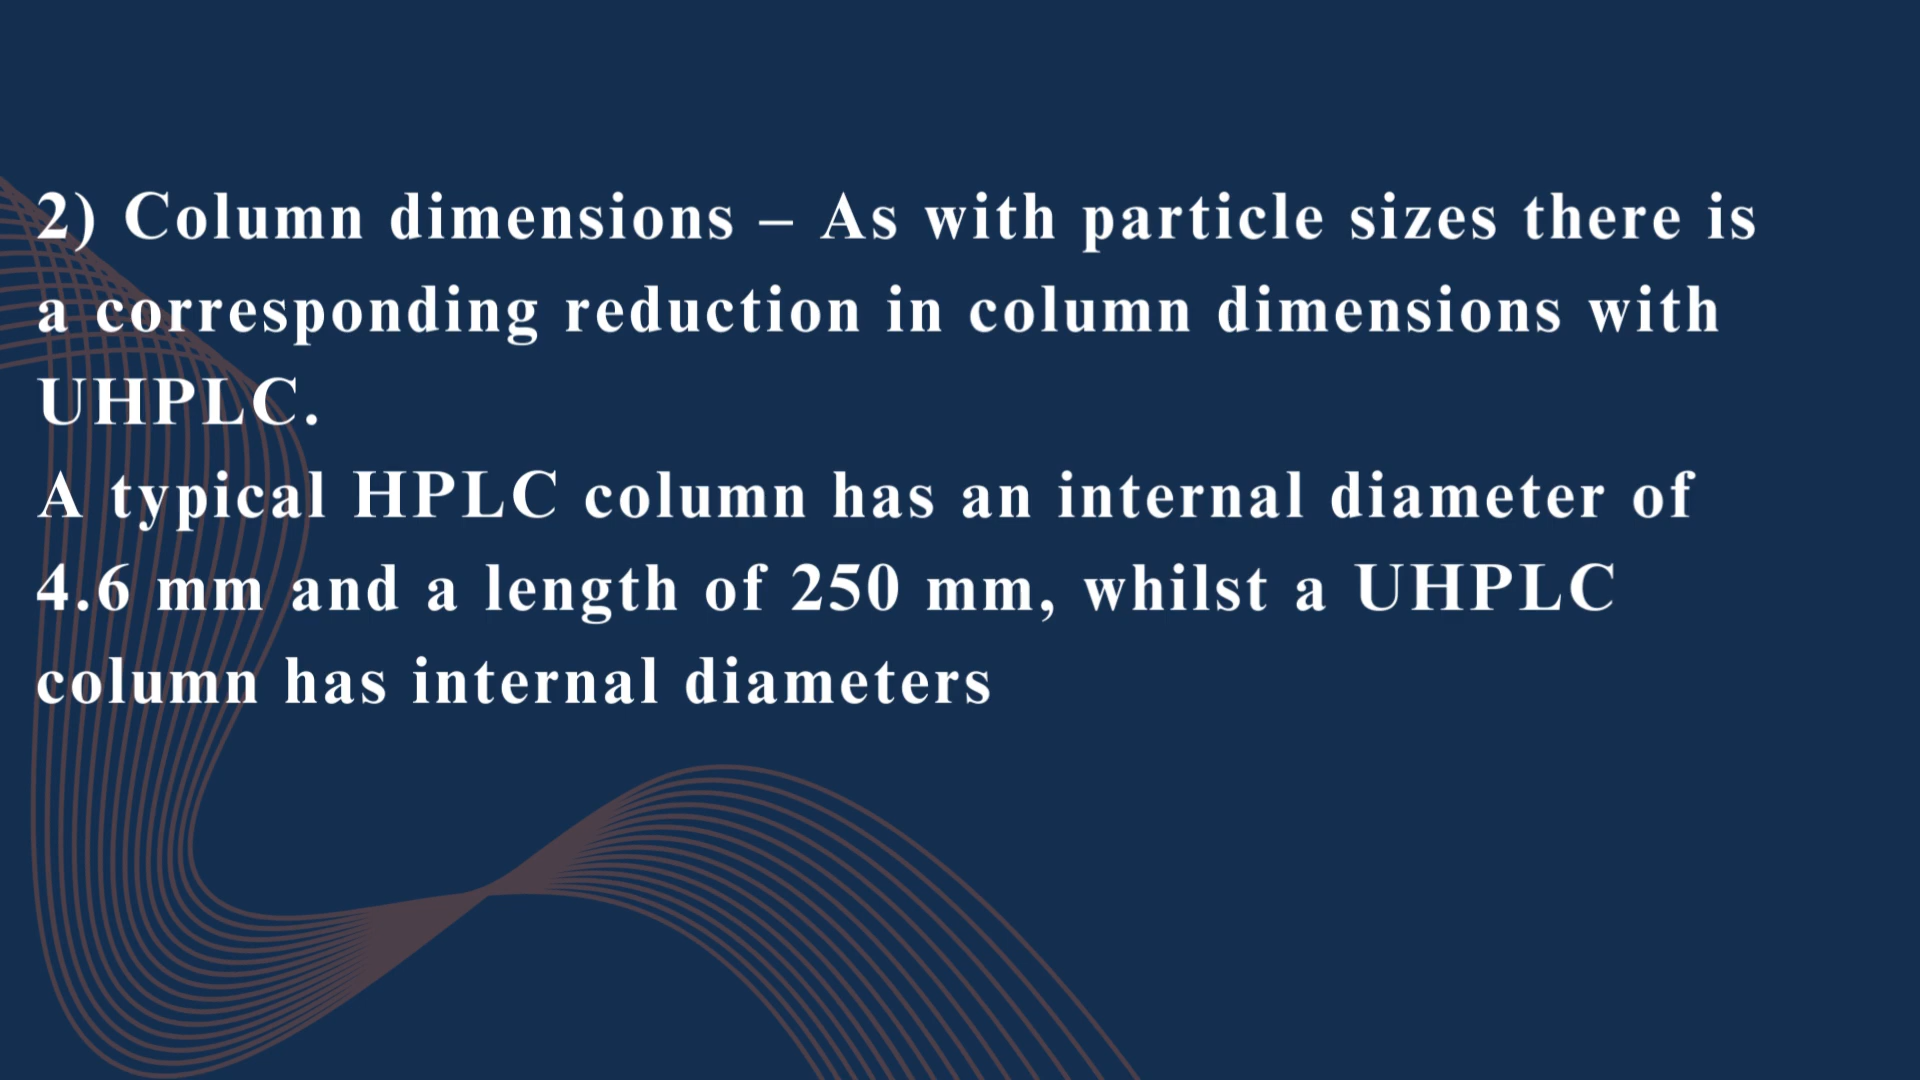 2) Column dimensions – As with particle sizes there is
a corresponding reduction in column dimensions with
UHPLC.
A typical HPLC column has an internal diameter of
4.6 mm and a length of 250 mm, whilst a UHPLC
column has internal diameters